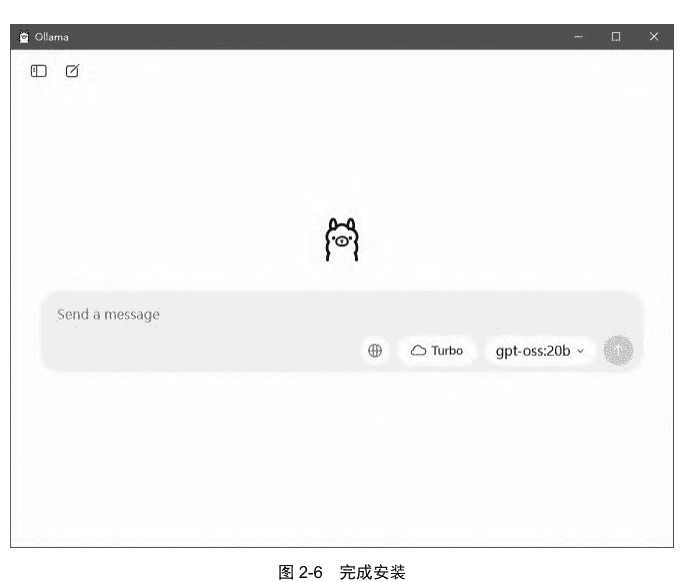 Ollama
Send a message
Turbo
gpt-oss:20b
图 2-6 完成安装